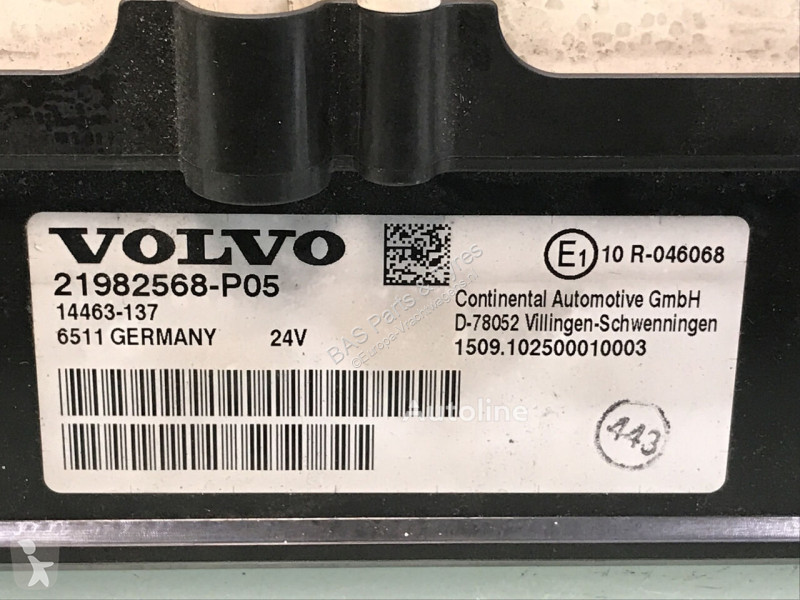 VOLVO
21982568-P05
14463-137
6511 GERMANY 24V
E1 10 R-046068
Continental Automotive GmbH
D-78052 Villingen-Schwenningen
1509.102500010003
443
BAS Parts & Tyres
Autoline